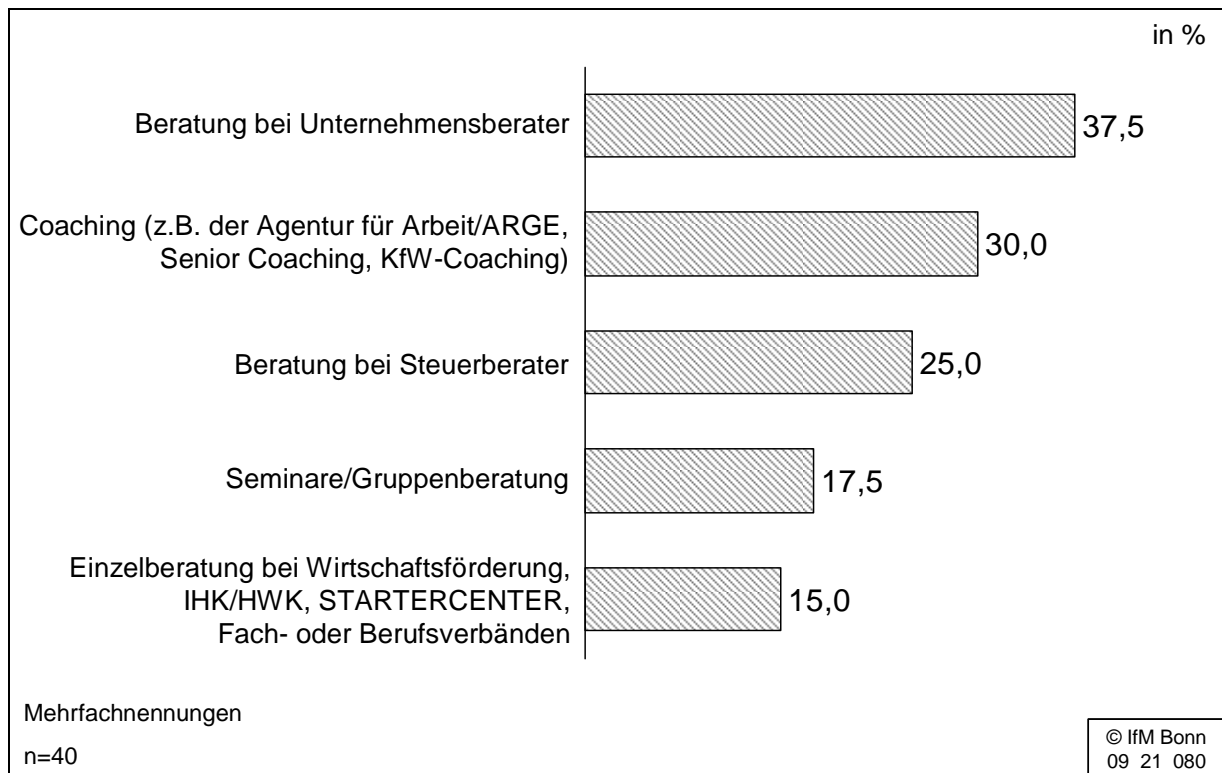 in %
Beratung bei Unternehmensberater
37,5
Coaching (z.B. der Agentur für Arbeit/ARGE,
Senior Coaching, KfW-Coaching)
30,0
Beratung bei Steuerberater
25,0
Seminare/Gruppenberatung
17,5
Einzelberatung bei Wirtschaftsförderung,
IHK/HWK, STARTERCENTER,
Fach- oder Berufsverbänden
15,0
Mehrfachnennungen
n=40
© IfM Bonn
09 21 080